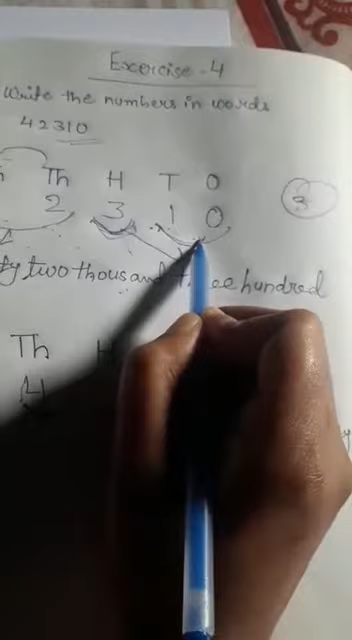 Exercise - 4
Write the numbers in words
42310
Th H T O
2 3 1 0
3
two thousand three hundred
Th H
4